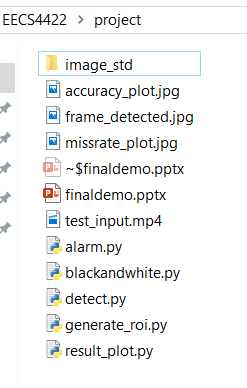 EECS4422 > project
image_std
accuracy_plot.jpg
frame_detected.jpg
missrate_plot.jpg
~$finaldemo.pptx
finaldemo.pptx
test_input.mp4
alarm.py
blackandwhite.py
detect.py
generate_roi.py
result_plot.py